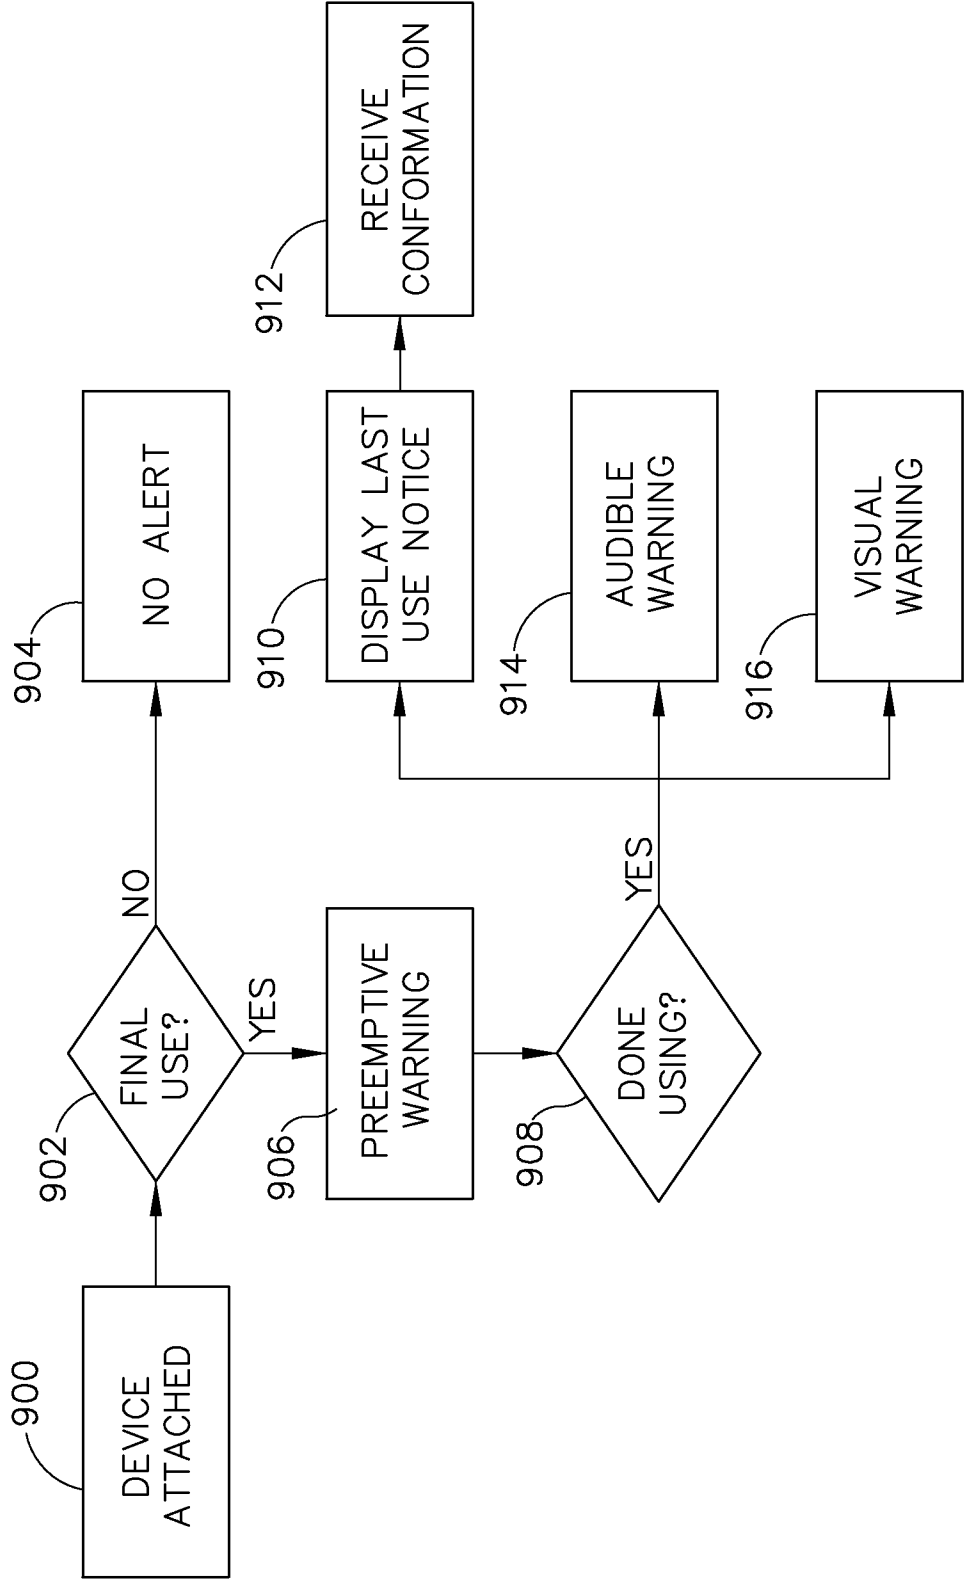 900
DEVICE
ATTACHED
902
FINAL
USE?
NO
904
NO ALERT
YES
906
PREEMPTIVE
WARNING
908
DONE
USING?
YES
910
DISPLAY LAST
USE NOTICE
912
RECEIVE
CONFORMATION
914
AUDIBLE
WARNING
916
VISUAL
WARNING